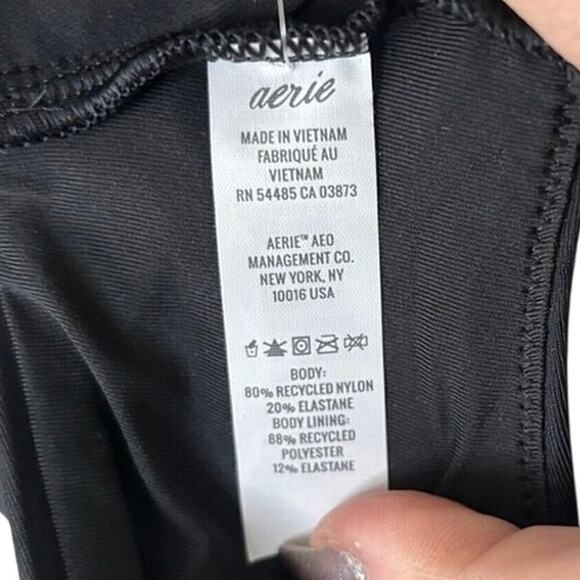 aerie
MADE IN VIETNAM
FABRIQUÉ AU
VIETNAM
RN 54485 CA 03873
AERIE™ AEO
MANAGEMENT CO.
NEW YORK, NY
10016 USA
BODY:
80% RECYCLED NYLON
20% ELASTANE
BODY LINING:
88% RECYCLED
POLYESTER
12% ELASTANE